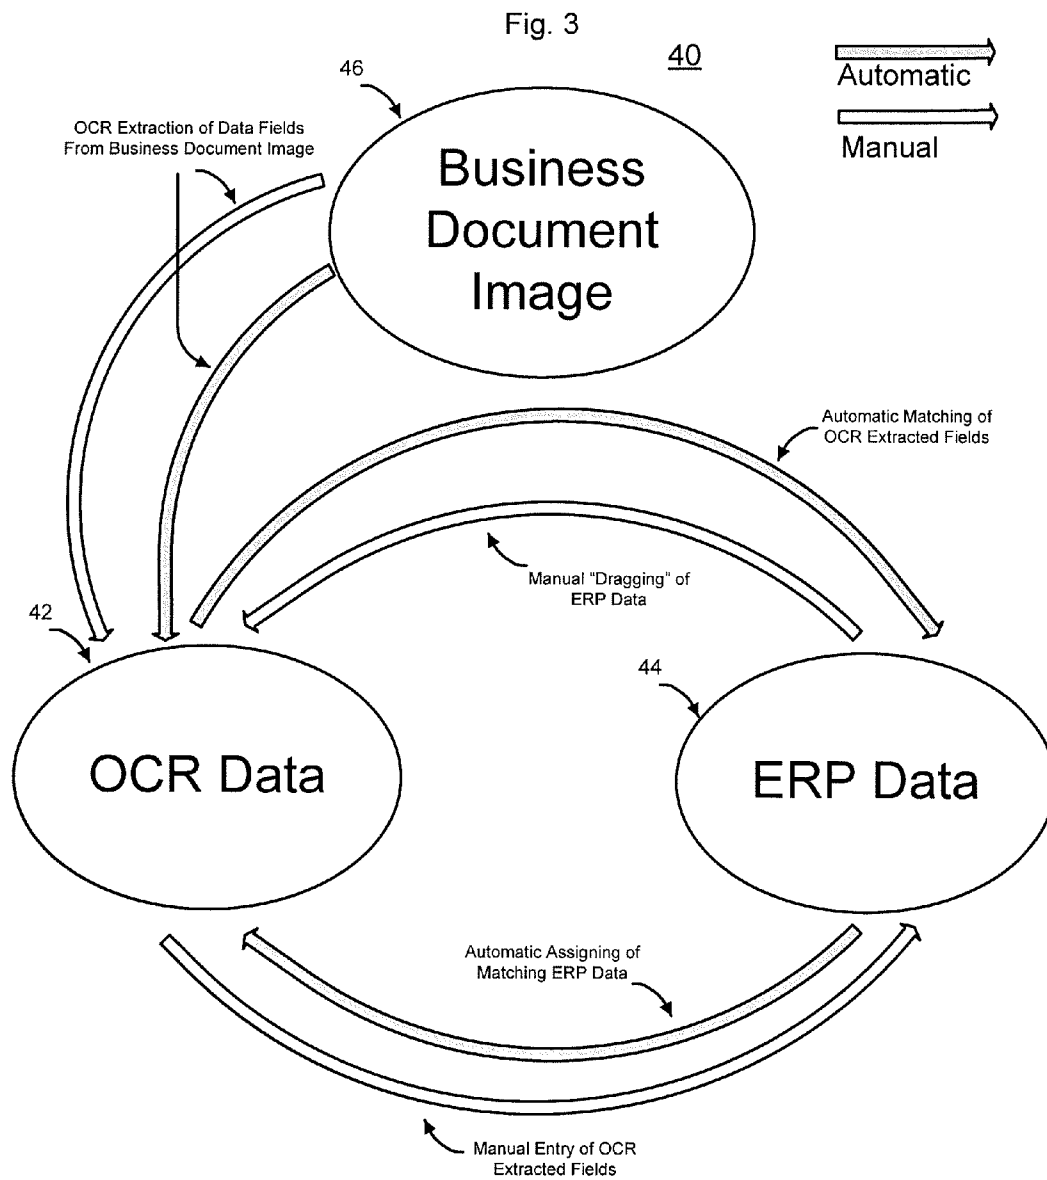 Fig. 3
40
Automatic
Manual
46
OCR Extraction of Data Fields
From Business Document Image
Business
Document
Image
Automatic Matching of
OCR Extracted Fields
Manual "Dragging" of
ERP Data
42
44
OCR Data
ERP Data
Automatic Assigning of
Matching ERP Data
Manual Entry of OCR
Extracted Fields